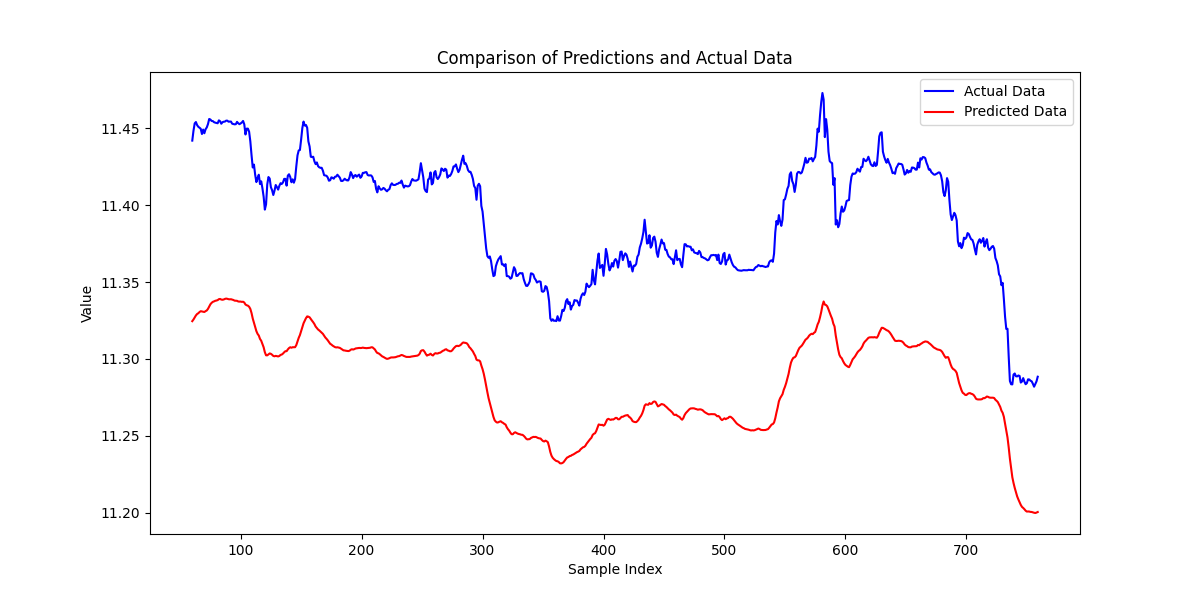 Comparison of Predictions and Actual Data
Actual Data
Predicted Data
Value
11.45
11.40
11.35
11.30
11.25
11.20
100 200 300 400 500 600 700
Sample Index